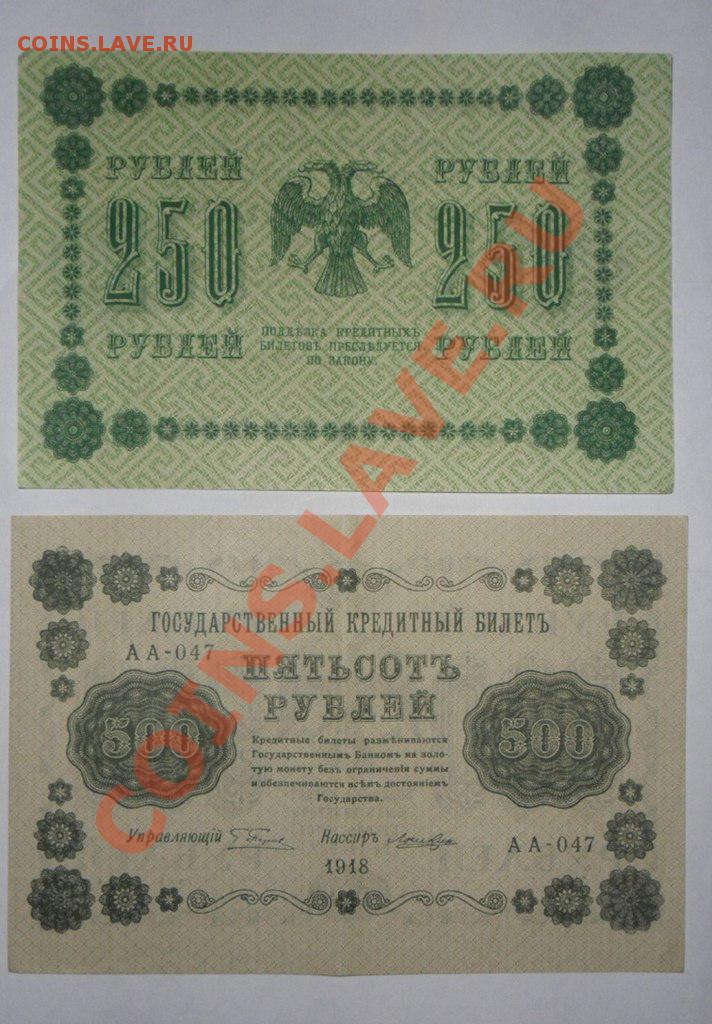 COINS.LAVE.RU
РУБЛЕЙ РУБЛЕЙ
250 250
ПОДДѢЛКА КРЕДИТНЫХЪ
БИЛЕТОВЪ ПРЕСЛѢДУЕТСЯ
ПО ЗАКОНУ.
РУБЛЕЙ РУБЛЕЙ
COINS.LAVE.RU
ГОСУДАРСТВЕННЫЙ КРЕДИТНЫЙ БИЛЕТЪ
АА-047
ПЯТЬСОТЪ
РУБЛЕЙ
500 500
Кредитные билеты размѣниваются
Государственнымъ Банкомъ на золо-
тую монету безъ ограниченія суммы
и обезпечиваются всѣмъ достояніемъ
Государства.
Управляющій Кассиръ
АА-047
1918